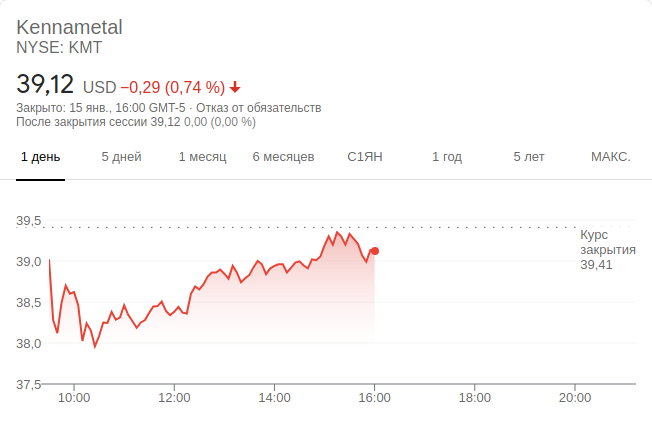 Kennametal
NYSE: KMT
39,12 USD −0,29 (0,74 %)
Закрыто: 15 янв., 16:00 GMT-5 · Отказ от обязательств
После закрытия сессии 39,12 0,00 (0,00 %)
1 день 5 дней 1 месяц 6 месяцев С1ЯН 1 год 5 лет МАКС.
39,5
Курс
закрытия
39,41
39,0
38,5
38,0
37,5
10:00 12:00 14:00 16:00 18:00 20:00